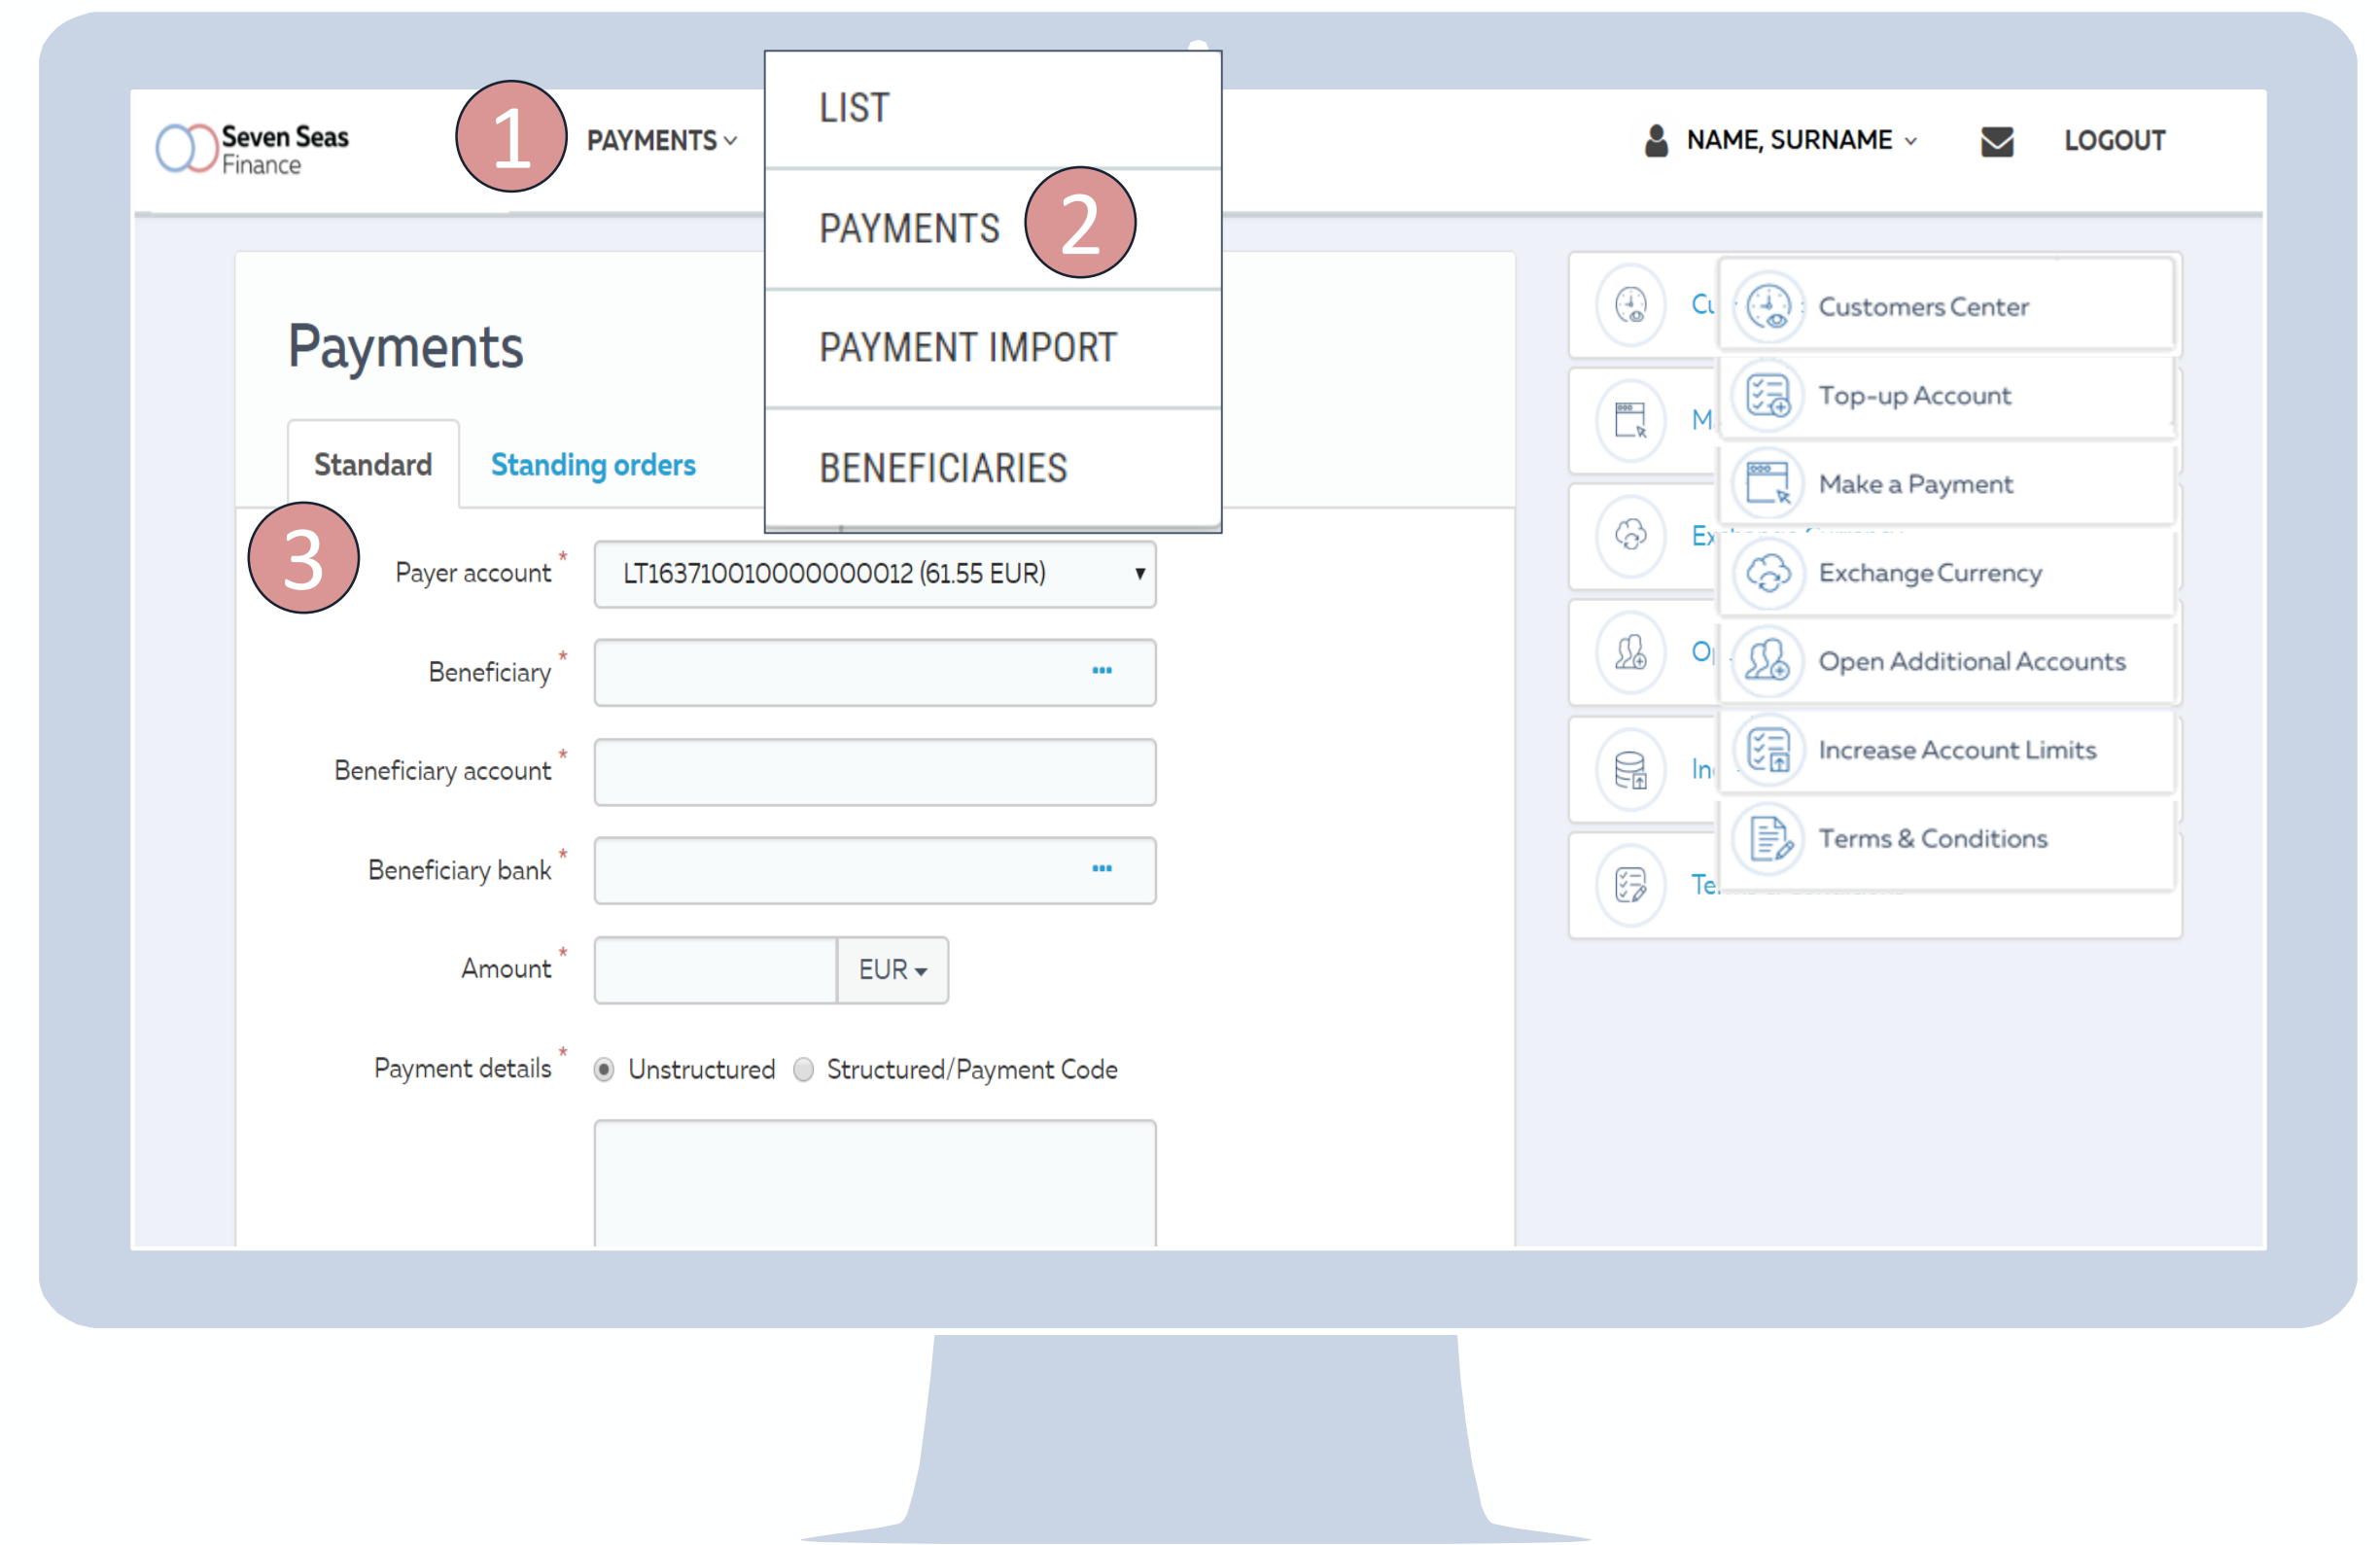 Seven Seas
Finance
1
PAYMENTS
LIST
PAYMENTS
2
PAYMENT IMPORT
BENEFICIARIES
NAME, SURNAME
LOGOUT
Payments
Standard
Standing orders
3
Payer account *
LT163710010000000012 (61.55 EUR)
Beneficiary *
Beneficiary account *
Beneficiary bank *
Amount *
EUR
Payment details *
Unstructured
Structured/Payment Code
Customers Center
Top-up Account
Make a Payment
Exchange Currency
Open Additional Accounts
Increase Account Limits
Terms & Conditions